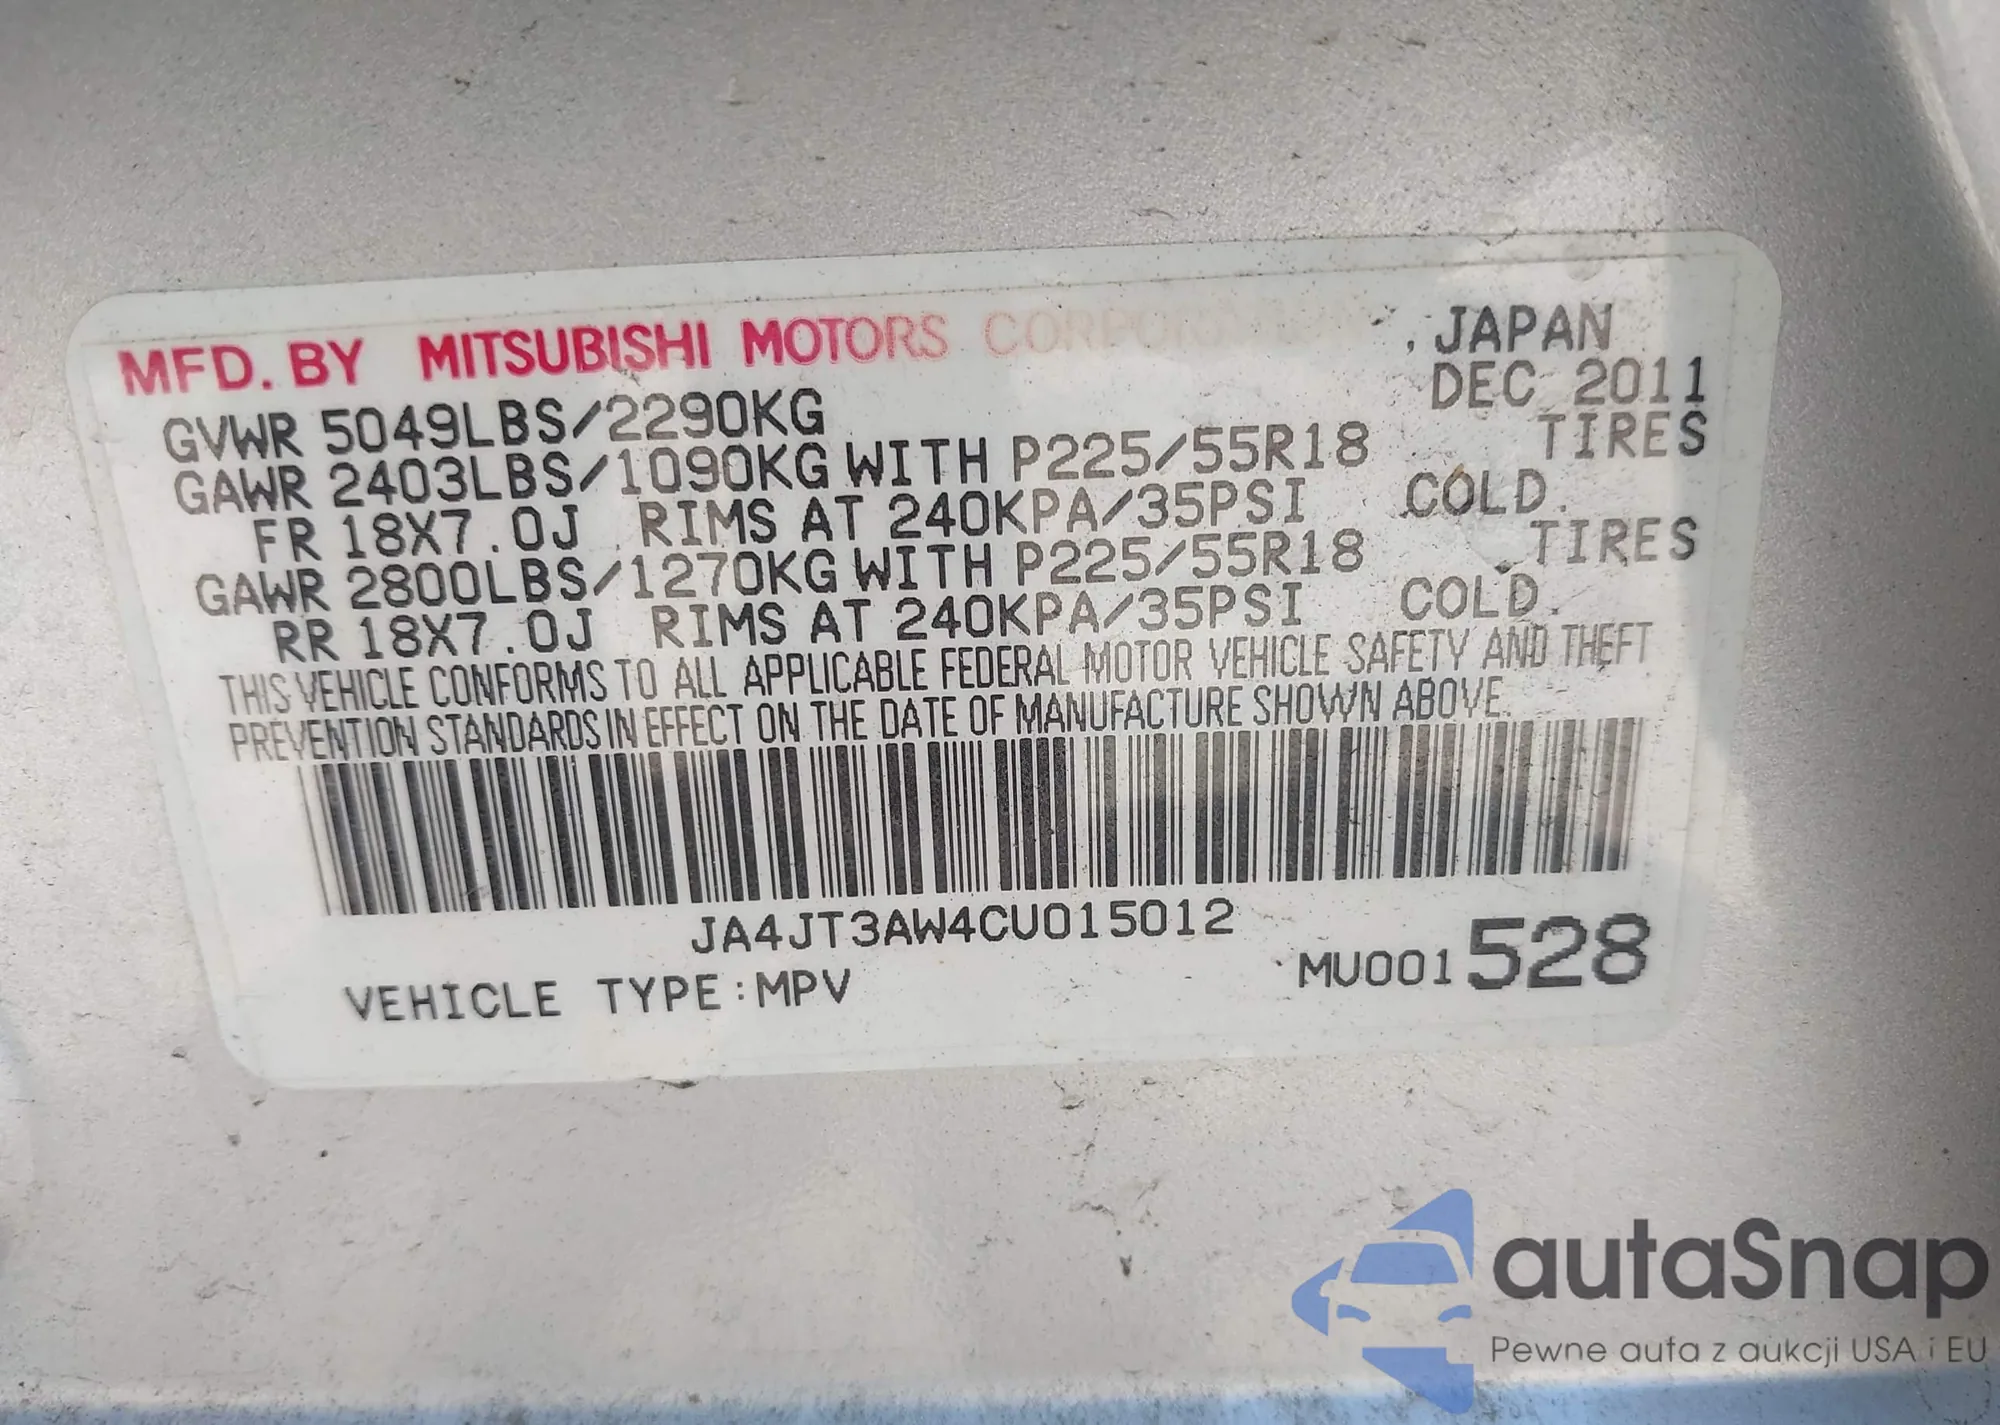 MFD. BY MITSUBISHI MOTORS CORPORATION, JAPAN
GVWR 5049LBS/2290KG DEC 2011
GAWR 2403LBS/1090KG WITH P225/55R18 TIRES
FR 18X7.0J RIMS AT 240KPA/35PSI COLD.
GAWR 2800LBS/1270KG WITH P225/55R18 TIRES
RR 18X7.0J RIMS AT 240KPA/35PSI COLD.
THIS VEHICLE CONFORMS TO ALL APPLICABLE FEDERAL MOTOR VEHICLE SAFETY AND THEFT
PREVENTION STANDARDS IN EFFECT ON THE DATE OF MANUFACTURE SHOWN ABOVE.
JA4JT3AW4CU015012
VEHICLE TYPE:MPV MU001528
autaSnap
Pewne auta z aukcji USA i EU